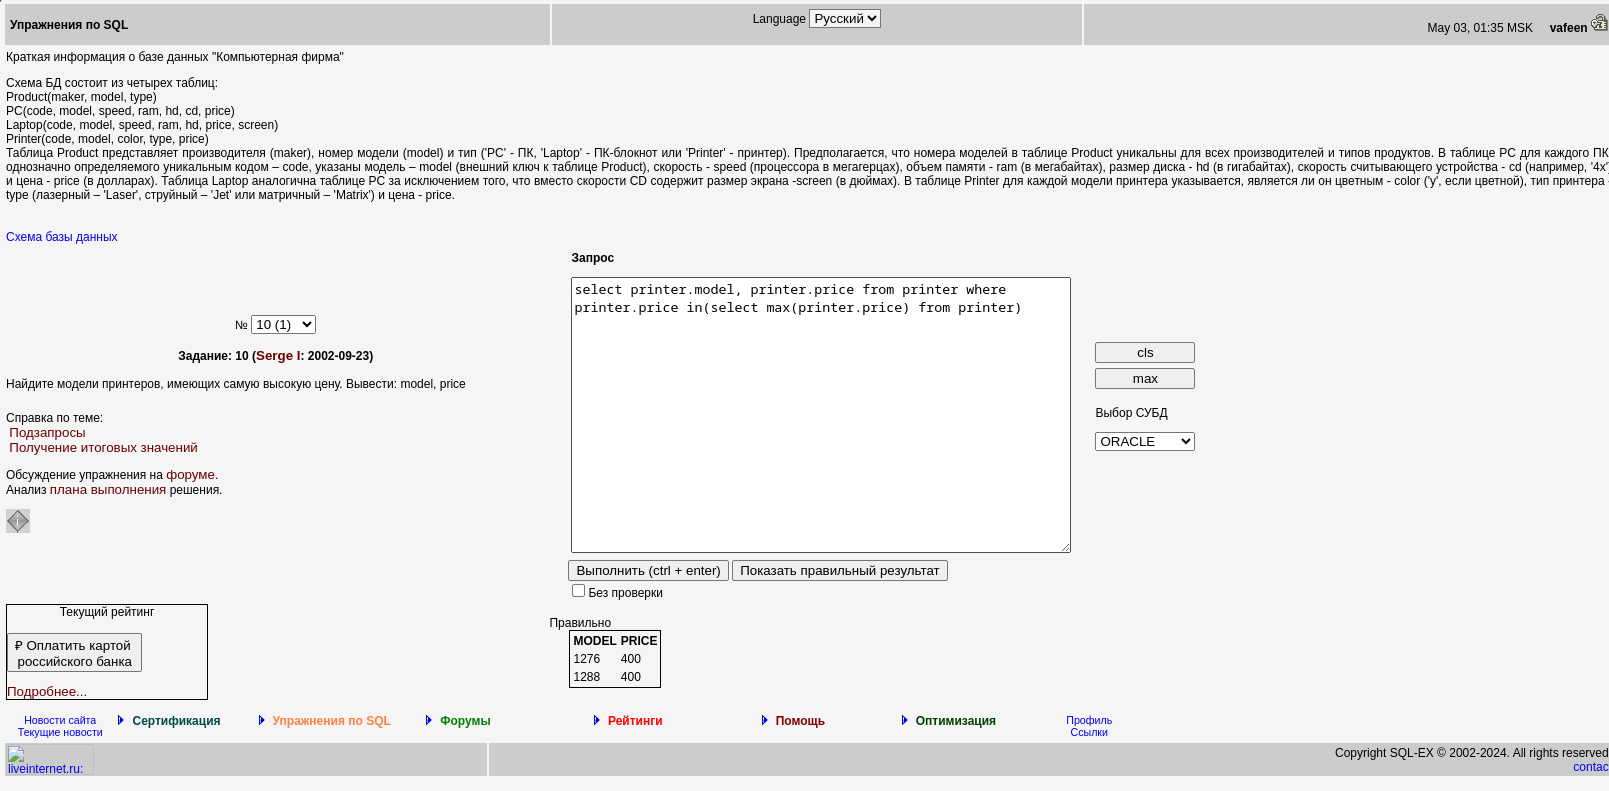 Упражнения по SQL
Language Русский
May 03, 01:35 MSK vafeen
Краткая информация о базе данных "Компьютерная фирма"
Схема БД состоит из четырех таблиц:
Product(maker, model, type)
PC(code, model, speed, ram, hd, cd, price)
Laptop(code, model, speed, ram, hd, price, screen)
Printer(code, model, color, type, price)
Таблица Product представляет производителя (maker), номер модели (model) и тип ('PC' - ПК, 'Laptop' - ПК-блокнот или 'Printer' - принтер). Предполагается, что номера моделей в таблице Product уникальны для всех производителей и типов продуктов. В таблице PC для каждого ПК,
однозначно определяемого уникальным кодом – code, указаны модель – model (внешний ключ к таблице Product), скорость - speed (процессора в мегагерцах), объем памяти - ram (в мегабайтах), размер диска - hd (в гигабайтах), скорость считывающего устройства - cd (например, '4x')
и цена - price (в долларах). Таблица Laptop аналогична таблице РС за исключением того, что вместо скорости CD содержит размер экрана -screen (в дюймах). В таблице Printer для каждой модели принтера указывается, является ли он цветным - color ('y', если цветной), тип принтера -
type (лазерный – 'Laser', струйный – 'Jet' или матричный – 'Matrix') и цена - price.
Схема базы данных
Запрос
select printer.model, printer.price from printer where
printer.price in(select max(printer.price) from printer)
№ 10 (1)
Задание: 10 (Serge I: 2002-09-23)
Найдите модели принтеров, имеющих самую высокую цену. Вывести: model, price
Справка по теме:
Подзапросы
Получение итоговых значений
Обсуждение упражнения на форуме.
Анализ плана выполнения решения.
cls
max
Выбор СУБД
ORACLE
Выполнить (ctrl + enter) Показать правильный результат
Без проверки
Текущий рейтинг
₽ Оплатить картой
российского банка
Подробнее...
Правильно
MODEL PRICE
1276 400
1288 400
Новости сайта
Текущие новости
Сертификация
Упражнения по SQL
Форумы
Рейтинги
Помощь
Оптимизация
Профиль
Ссылки
liveinternet.ru:
Copyright SQL-EX © 2002-2024. All rights reserved
contac